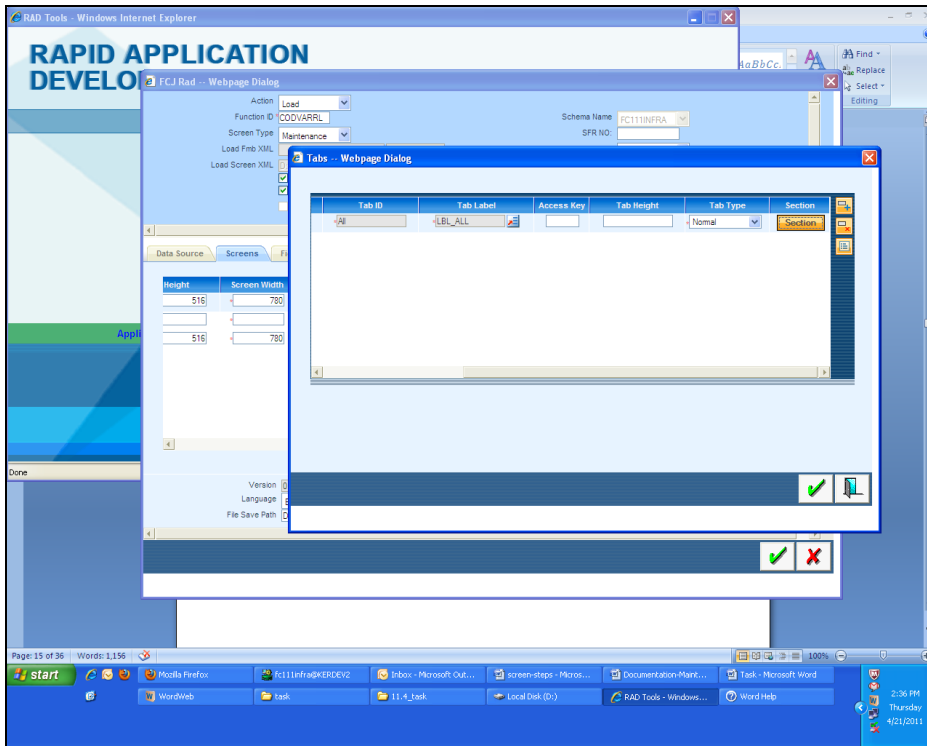 RAD Tools - Windows Internet Explorer
RAPID APPLICATION
DEVELO
AaBbCc.
Find
Replace
Select
Editing
FCJ Rad -- Webpage Dialog
Action Load
Function ID *CODVARRL
Schema Name FC111INFRA
Screen Type Maintenance
SFR NO:
Load Fmb XML
Load Screen XML
Tabs -- Webpage Dialog
Tab ID Tab Label Access Key Tab Height Tab Type Section
*All *LBL_ALL *Normal Section
Data Source Screens Fi
Height Screen Width
516 * 780
*
516 * 780
Appli
Done
Version 0
Language E
File Save Path D
Page: 15 of 36 Words: 1,156 100%
start Mozilla Firefox fc111infra@KERDEV2 Inbox - Microsoft Out... screen-steps - Micros... Documentation-Maint... Task - Microsoft Word
WordWeb task 11.4_task Local Disk (D:) RAD Tools - Windows... Word Help
2:36 PM
Thursday
4/21/2011